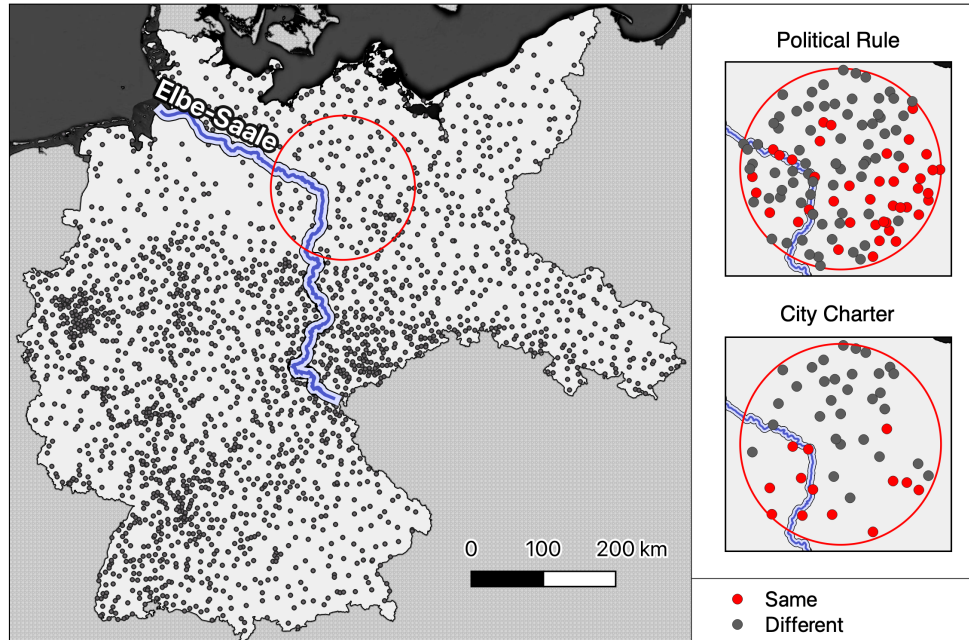 Elbe-Saale
0 100 200 km
Political Rule
City Charter
Same
Different